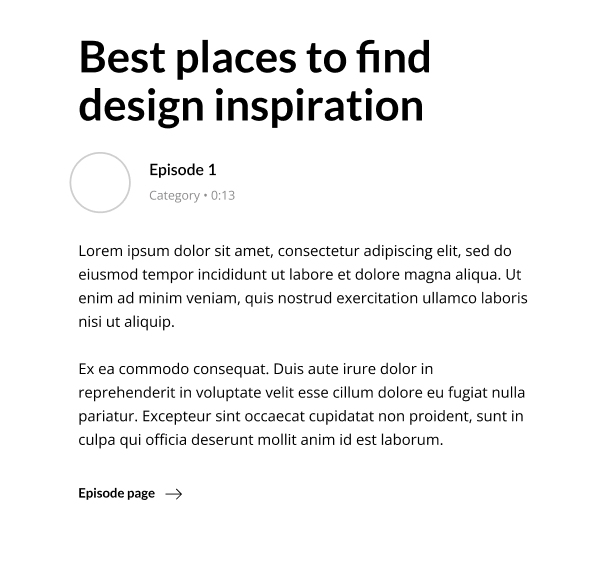 Best places to find
design inspiration
Episode 1
Category • 0:13
Lorem ipsum dolor sit amet, consectetur adipiscing elit, sed do
eiusmod tempor incididunt ut labore et dolore magna aliqua. Ut
enim ad minim veniam, quis nostrud exercitation ullamco laboris
nisi ut aliquip.
Ex ea commodo consequat. Duis aute irure dolor in
reprehenderit in voluptate velit esse cillum dolore eu fugiat nulla
pariatur. Excepteur sint occaecat cupidatat non proident, sunt in
culpa qui officia deserunt mollit anim id est laborum.
Episode page →